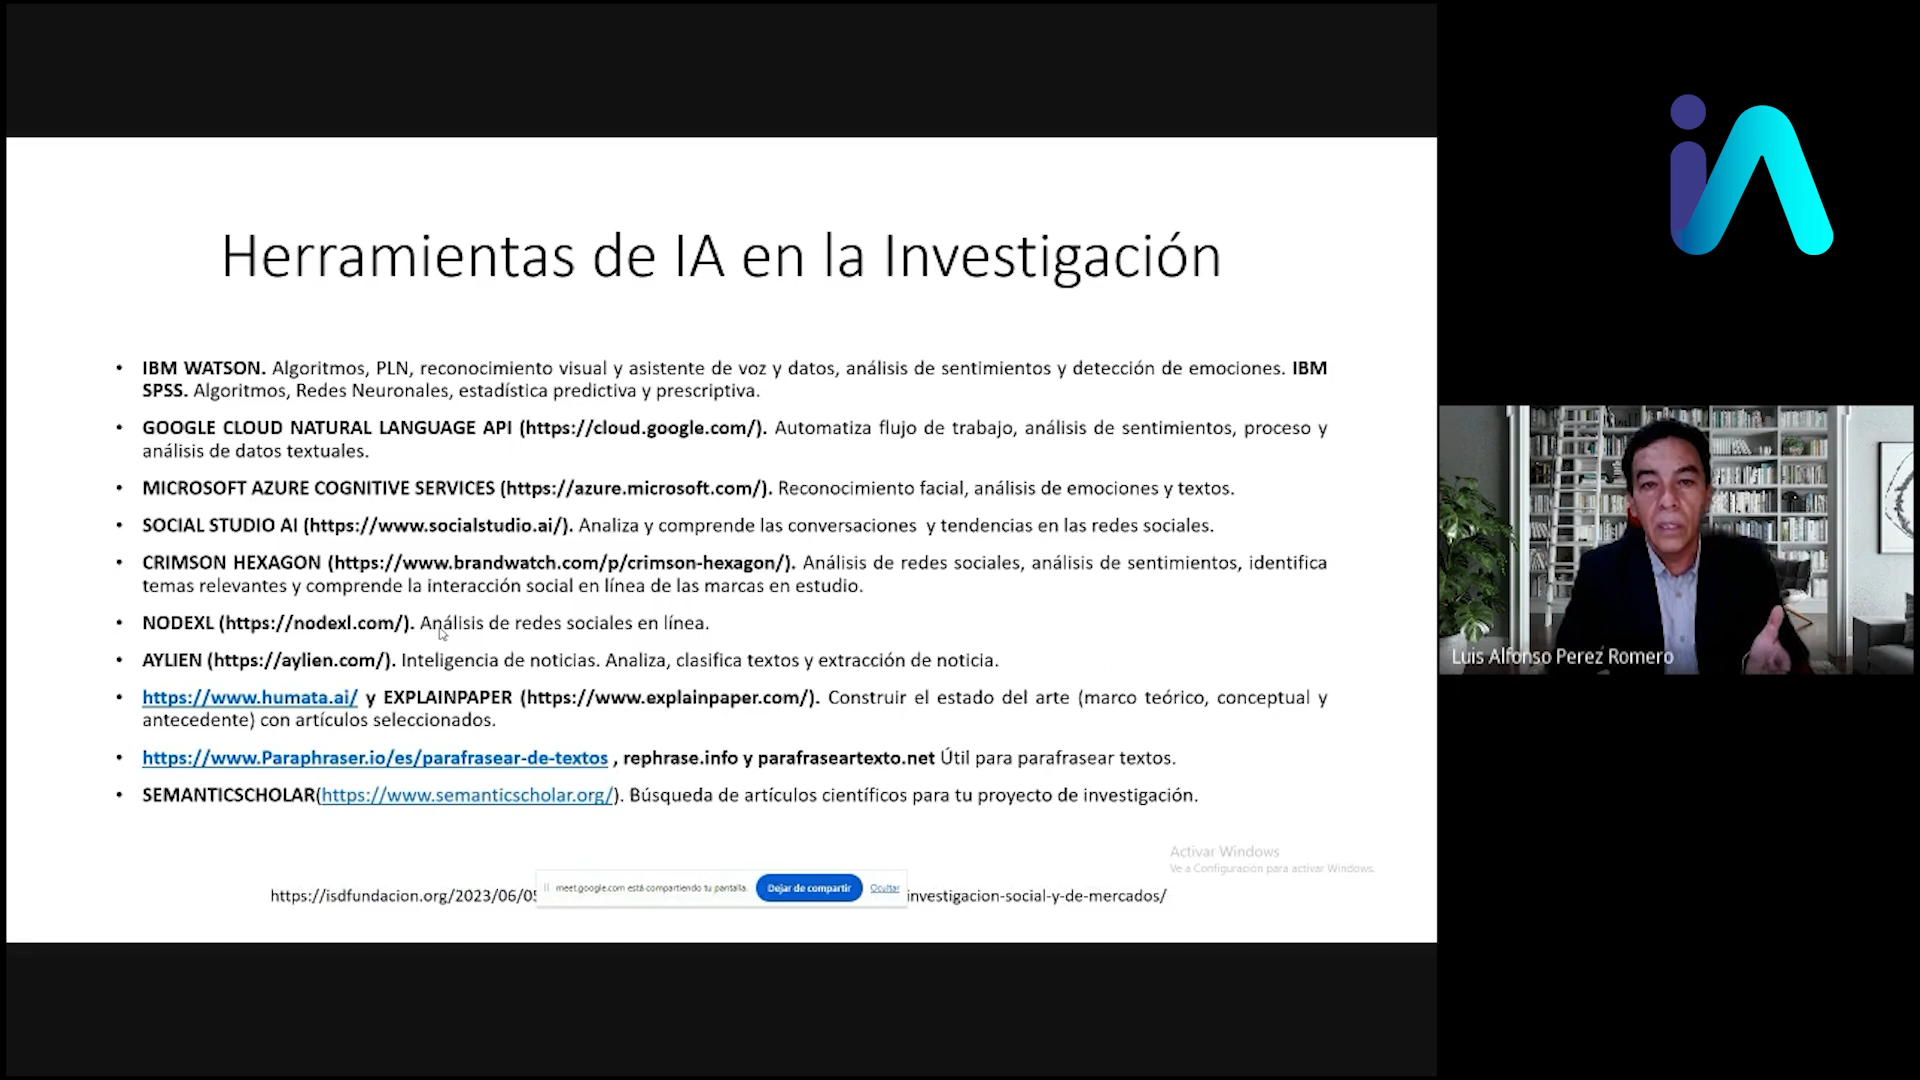 Herramientas de IA en la Investigación
• IBM WATSON. Algoritmos, PLN, reconocimiento visual y asistente de voz y datos, análisis de sentimientos y detección de emociones. IBM
SPSS. Algoritmos, Redes Neuronales, estadística predictiva y prescriptiva.
• GOOGLE CLOUD NATURAL LANGUAGE API (https://cloud.google.com/). Automatiza flujo de trabajo, análisis de sentimientos, proceso y
análisis de datos textuales.
• MICROSOFT AZURE COGNITIVE SERVICES (https://azure.microsoft.com/). Reconocimiento facial, análisis de emociones y textos.
• SOCIAL STUDIO AI (https://www.socialstudio.ai/). Analiza y comprende las conversaciones y tendencias en las redes sociales.
• CRIMSON HEXAGON (https://www.brandwatch.com/p/crimson-hexagon/). Análisis de redes sociales, análisis de sentimientos, identifica
temas relevantes y comprende la interacción social en línea de las marcas en estudio.
• NODEXL (https://nodexl.com/). Análisis de redes sociales en línea.
• AYLIEN (https://aylien.com/). Inteligencia de noticias. Analiza, clasifica textos y extracción de noticia.
• https://www.humata.ai/ y EXPLAINPAPER (https://www.explainpaper.com/). Construir el estado del arte (marco teórico, conceptual y
antecedente) con artículos seleccionados.
• https://www.Paraphraser.io/es/parafrasear-de-textos , rephrase.info y parafraseartexto.net Útil para parafrasear textos.
• SEMANTICSCHOLAR(https://www.semanticscholar.org/). Búsqueda de artículos científicos para tu proyecto de investigación.
Activar Windows
Ve a Configuración para activar Windows.
meet.google.com está compartiendo tu pantalla. Dejar de compartir Ocultar
https://isdfundacion.org/2023/06/05 investigacion-social-y-de-mercados/
iA
Luis Alfonso Perez Romero